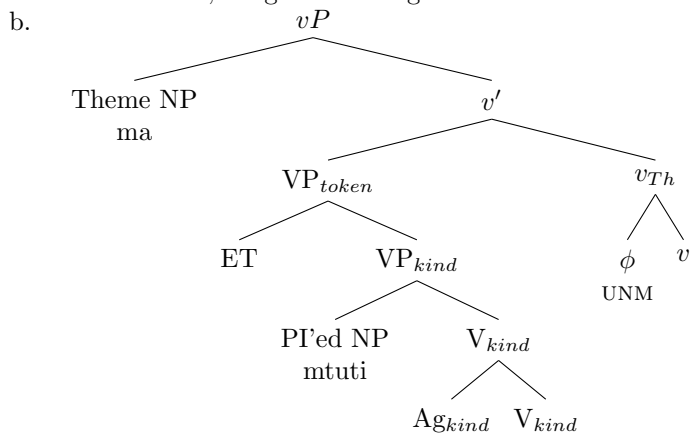 b.
vP
Theme NP
ma
v′
VP_token
v_Th
ET
VP_kind
ϕ
UNM
v
PI'ed NP
mtuti
V_kind
Ag_kind V_kind